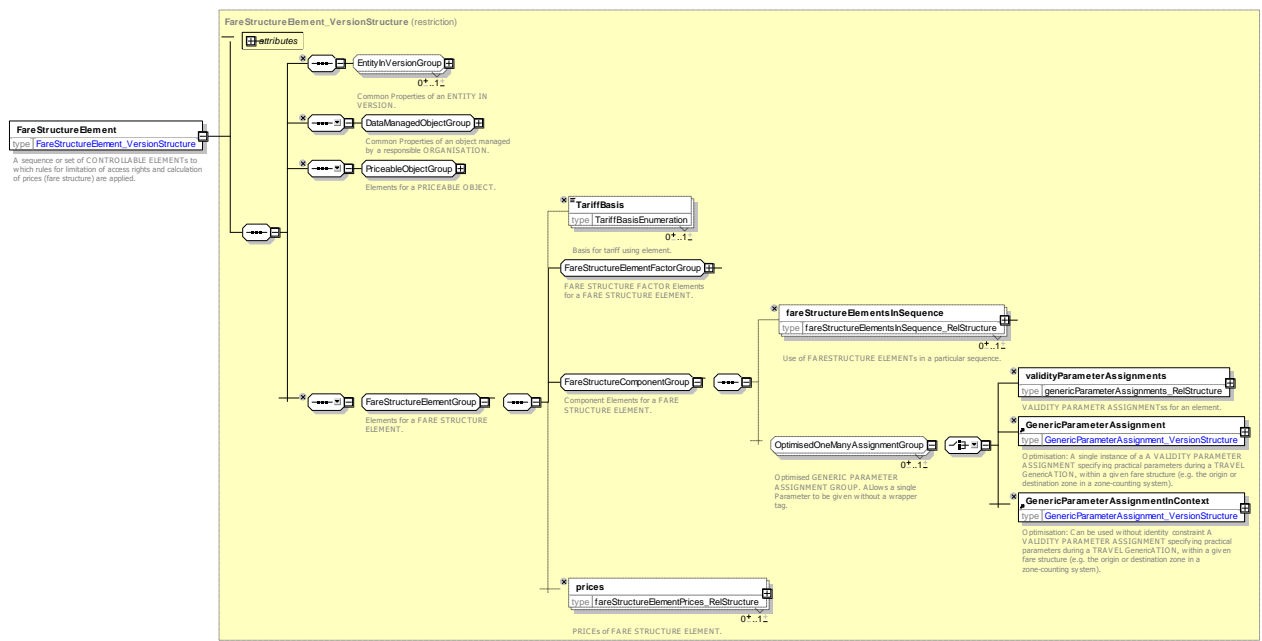 FareStructureElement_VersionStructure (restriction)
attributes
EntityInVersionGroup
0..1
Common Properties of an ENTITY IN
VERSION.
FareStructureElement
type FareStructureElement_VersionStructure
A sequence or set of CONTROLLABLE ELEMENTs to
which rules for limitation of access rights and calculation
of prices (fare structure) are applied.
DataManagedObjectGroup
Common Properties of an object managed
by a responsible ORGANISATION.
PriceableObjectGroup
Elements for a PRICEABLE OBJECT.
TariffBasis
type TariffBasisEnumeration
0..1
Basis for tariff using element.
FareStructureElementFactorGroup
FARE STRUCTURE FACTOR Elements
for a FARE STRUCTURE ELEMENT.
fareStructureElementsInSequence
type fareStructureElementsInSequence_RelStructure
0..1
Use of FARESTRUCTURE ELEMENTs in a particular sequence.
FareStructureComponentGroup
Component Elements for a FARE
STRUCTURE ELEMENT.
FareStructureElementGroup
Elements for a FARE STRUCTURE
ELEMENT.
validityParameterAssignments
type genericParameterAssignments_RelStructure
VALIDITY PARAMETR ASSIGNMENTss for an element.
OptimisedOneManyAssignmentGroup
0..1
Optimised GENERIC PARAMETER
ASSIGNMENT GROUP. Allows a single
Parameter to be given without a wrapper
tag.
GenericParameterAssignment
type GenericParameterAssignment_VersionStructure
Optimisation: A single instance of a A VALIDITY PARAMETER
ASSIGNMENT specifying practical parameters during a TRAVEL
GenericATION, within a given fare structure (e.g. the origin or
destination zone in a zone-counting system).
GenericParameterAssignmentInContext
type GenericParameterAssignment_VersionStructure
Optimisation: Can be used without identity constraint A
VALIDITY PARAMETER ASSIGNMENT specifying practical
parameters during a TRAVEL GenericATION, within a given
fare structure (e.g. the origin or destination zone in a
zone-counting system).
prices
type fareStructureElementPrices_RelStructure
0..1
PRICEs of FARE STRUCTURE ELEMENT.